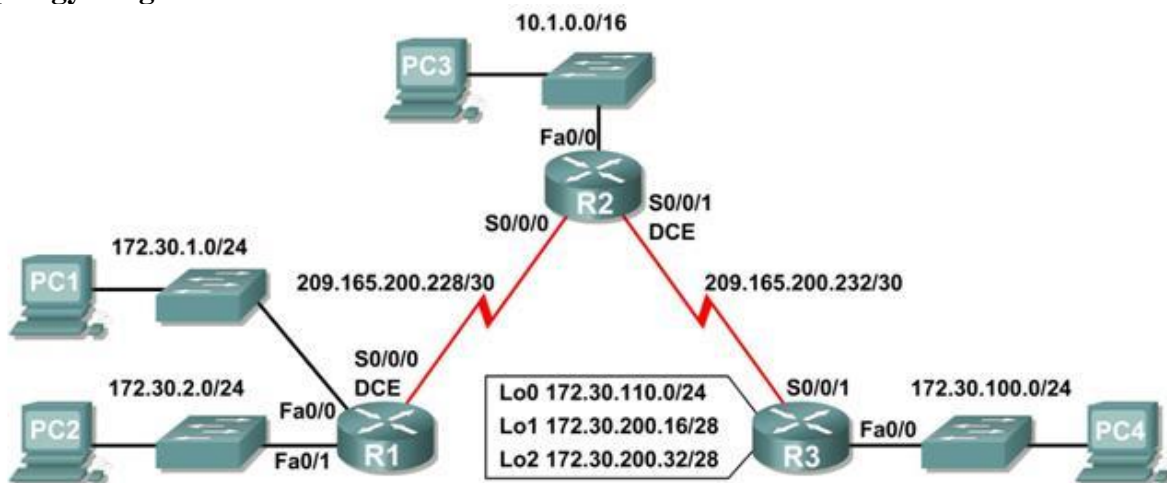 10.1.0.0/16
PC3
Fa0/0
R2
S0/0/1
DCE
S0/0/0
172.30.1.0/24
PC1
209.165.200.228/30
209.165.200.232/30
S0/0/0
DCE
172.30.2.0/24
Fa0/0
PC2
Fa0/1
R1
Lo0 172.30.110.0/24
Lo1 172.30.200.16/28
Lo2 172.30.200.32/28
S0/0/1
R3
172.30.100.0/24
Fa0/0
PC4